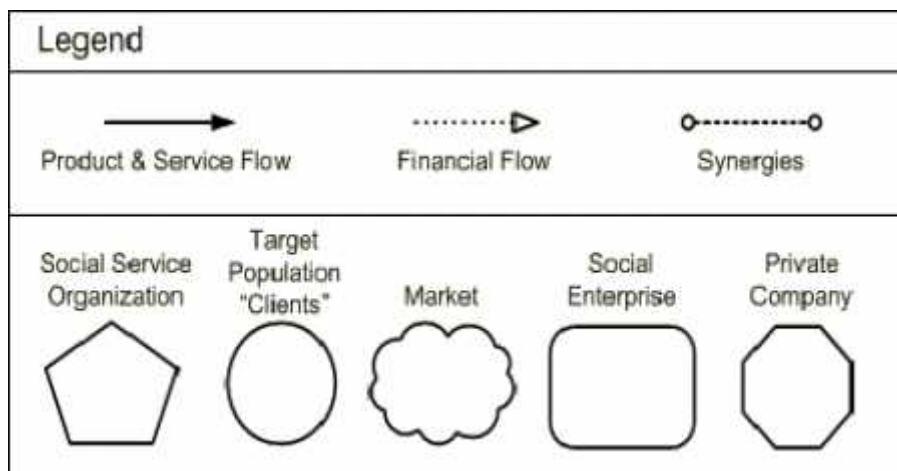 Legend
Product & Service Flow
Financial Flow
Synergies
Social Service
Organization
Target
Population
"Clients"
Market
Social
Enterprise
Private
Company